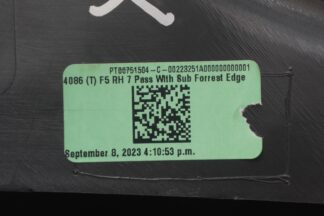 PT00751504-C-00223251A000000000001
4086 (T) F5 RH 7 Pass With Sub Forrest Edge
September 8, 2023 4:10:53 p.m.